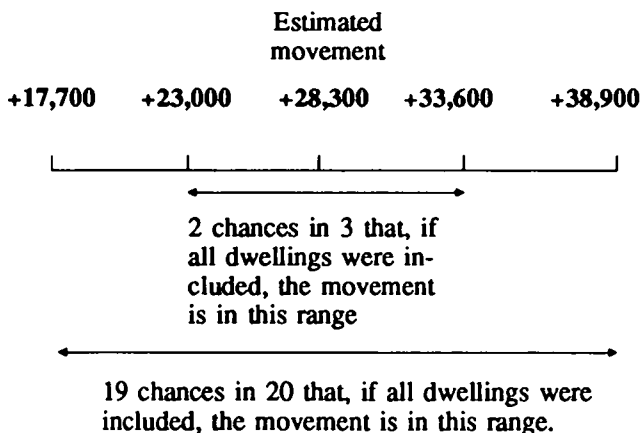 Estimated
movement
+17,700 +23,000 +28,300 +33,600 +38,900
2 chances in 3 that, if
all dwellings were in-
cluded, the movement
is in this range
19 chances in 20 that, if all dwellings were
included, the movement is in this range.